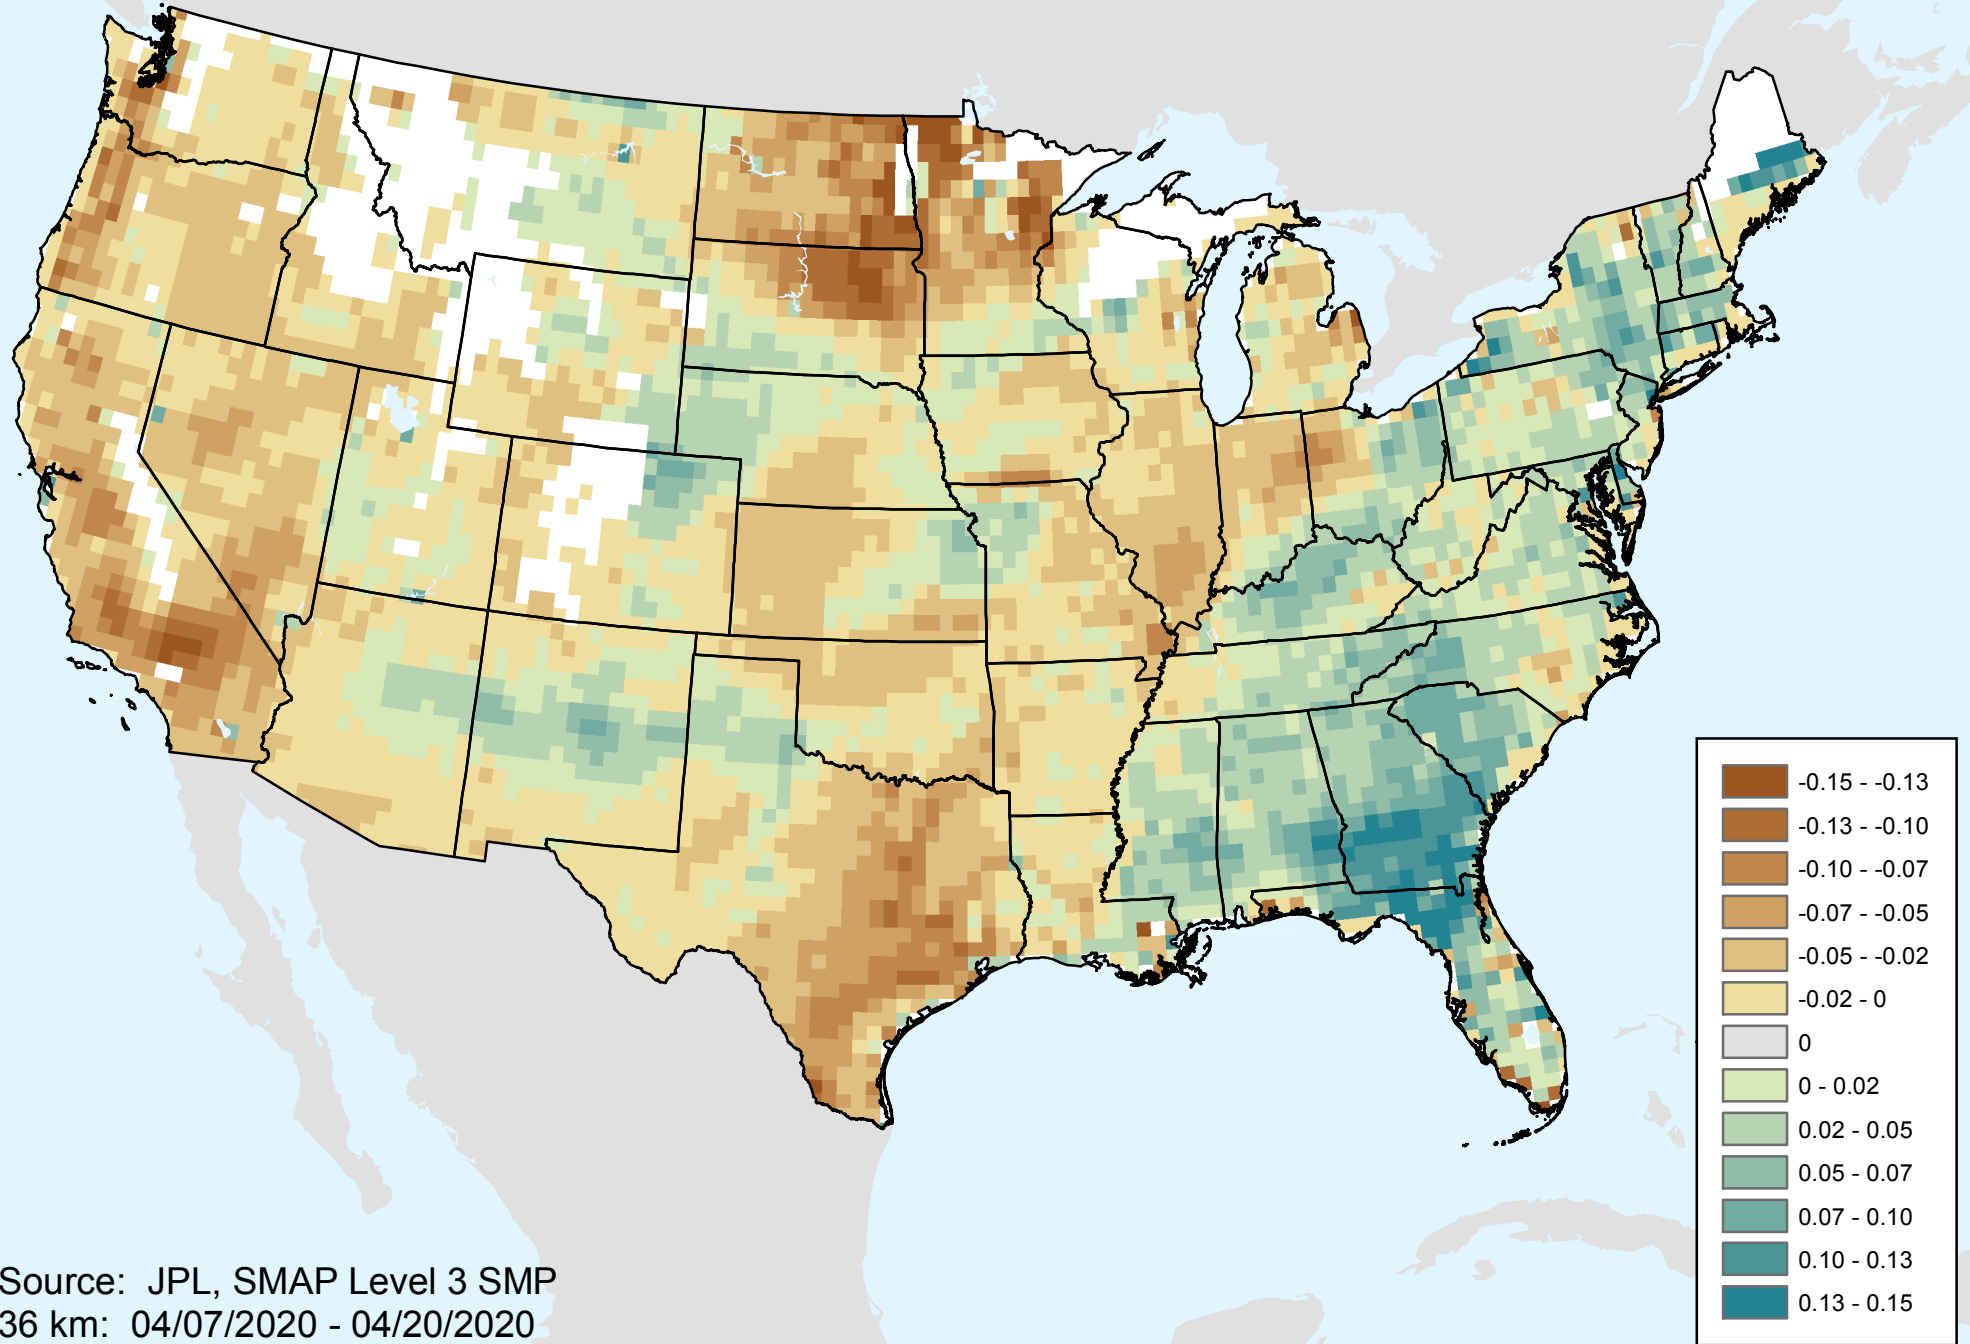 -0.15 - -0.13
-0.13 - -0.10
-0.10 - -0.07
-0.07 - -0.05
-0.05 - -0.02
-0.02 - 0
0
0 - 0.02
0.02 - 0.05
0.05 - 0.07
0.07 - 0.10
0.10 - 0.13
0.13 - 0.15
Source:  JPL, SMAP Level 3 SMP
36 km:  04/07/2020 - 04/20/2020